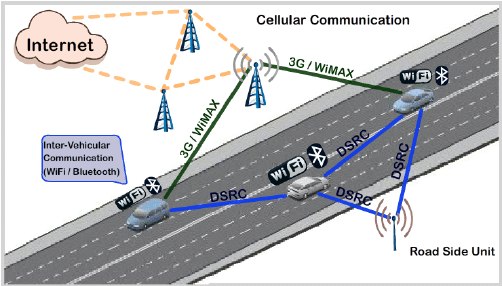 Cellular Communication
Internet
3G / WiMAX
WiFi
3G / WiMAX
Inter-Vehicular
Communication
(WiFi / Bluetooth)
DSRC
DSRC
WiFi
WiFi
DSRC
DSRC
Road Side Unit